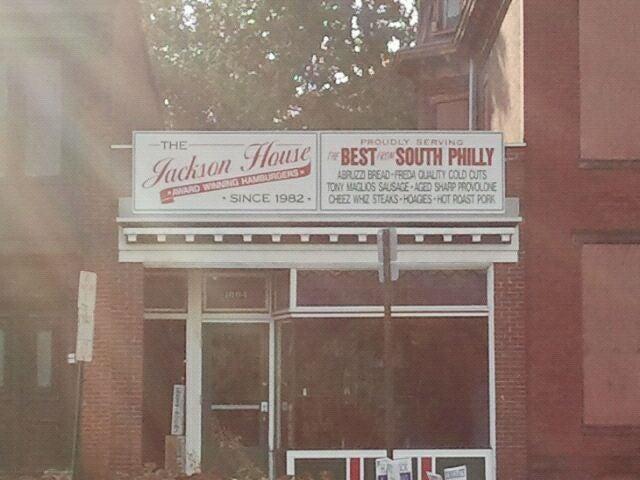 THE
Jackson House
AWARD WINNING HAMBURGERS
• SINCE 1982 •
PROUDLY SERVING
THE BEST FROM SOUTH PHILLY
ABRUZZI BREAD • FREDA QUALITY COLD CUTS
TONY MAGLIOS SAUSAGE • AGED SHARP PROVOLONE
CHEEZ WHIZ STEAKS • HOAGIES • HOT ROAST PORK